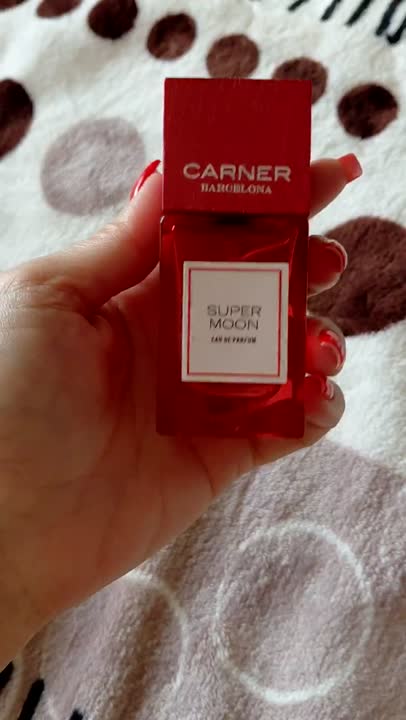 CARNER
BARCELONA
SUPER
MOON
EAU DE PARFUM